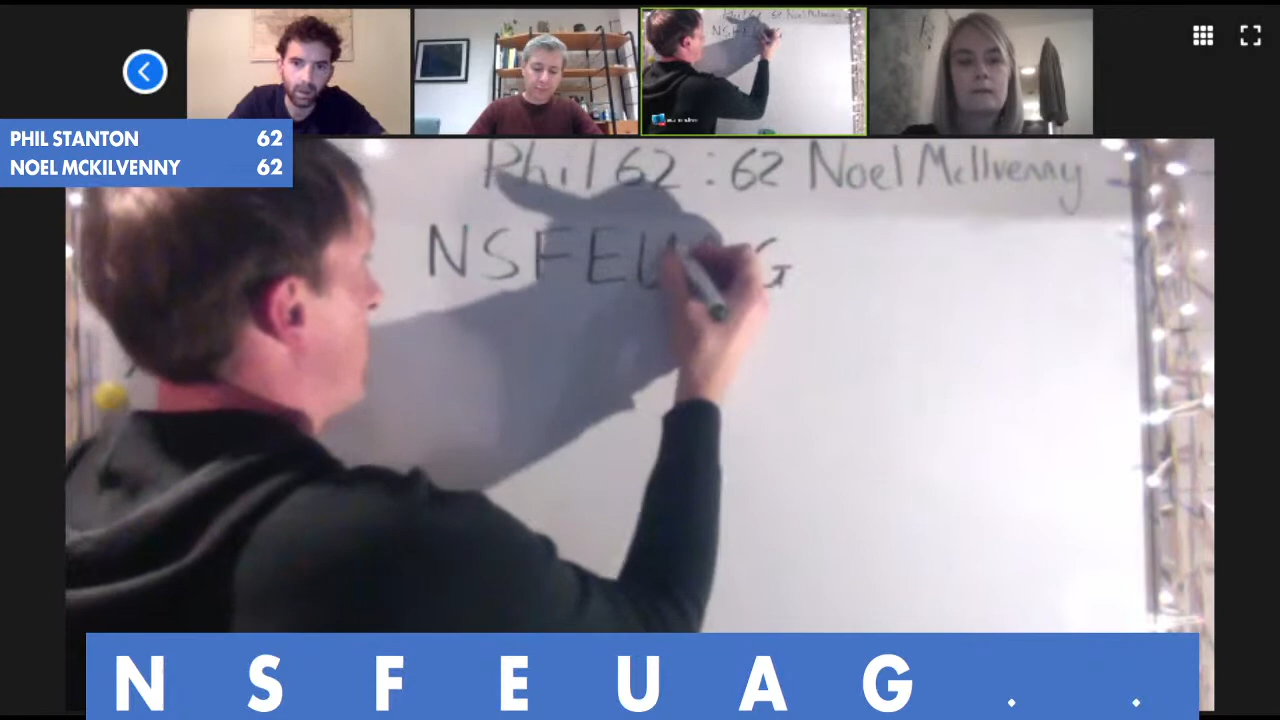 PHIL STANTON 62
NOEL MCKILVENNY 62
Phil 62 : 62 Noel McIlvenny
NSFEU G
N S F E U A G . .